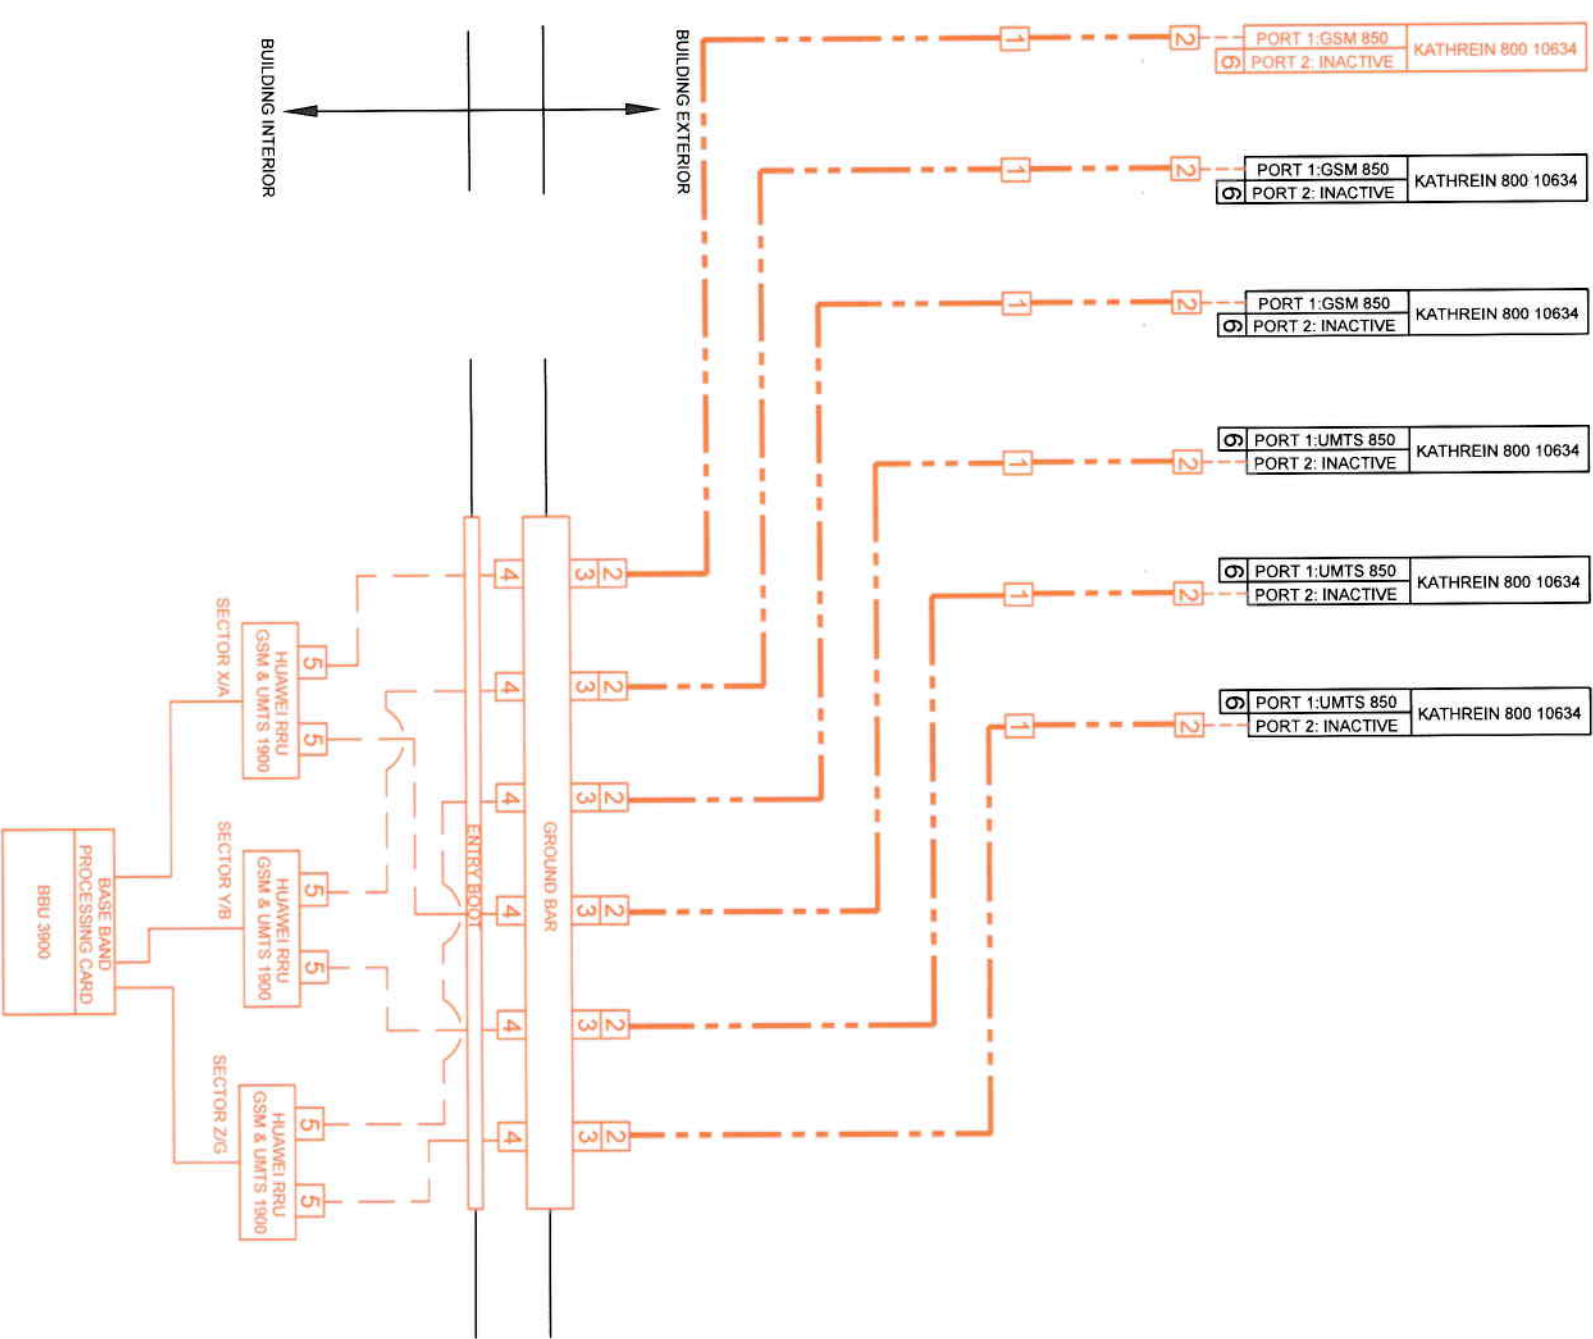 1
2
PORT 1:GSM 850
6
PORT 2: INACTIVE
KATHREIN 800 10634
1
2
PORT 1:GSM 850
6
PORT 2: INACTIVE
KATHREIN 800 10634
1
2
PORT 1:GSM 850
6
PORT 2: INACTIVE
KATHREIN 800 10634
1
2
6
PORT 1:UMTS 850
PORT 2: INACTIVE
KATHREIN 800 10634
1
2
6
PORT 1:UMTS 850
PORT 2: INACTIVE
KATHREIN 800 10634
1
2
6
PORT 1:UMTS 850
PORT 2: INACTIVE
KATHREIN 800 10634
BUILDING EXTERIOR
BUILDING INTERIOR
2
3
4
2
3
4
2
3
4
2
3
4
2
3
4
2
3
4
GROUND BAR
ENTRY BOOT
5
5
HUAWEI RRU
GSM & UMTS 1900
SECTOR X/A
5
5
HUAWEI RRU
GSM & UMTS 1900
SECTOR Y/B
5
5
HUAWEI RRU
GSM & UMTS 1900
SECTOR Z/G
BASE BAND
PROCESSING CARD
BBU 3900